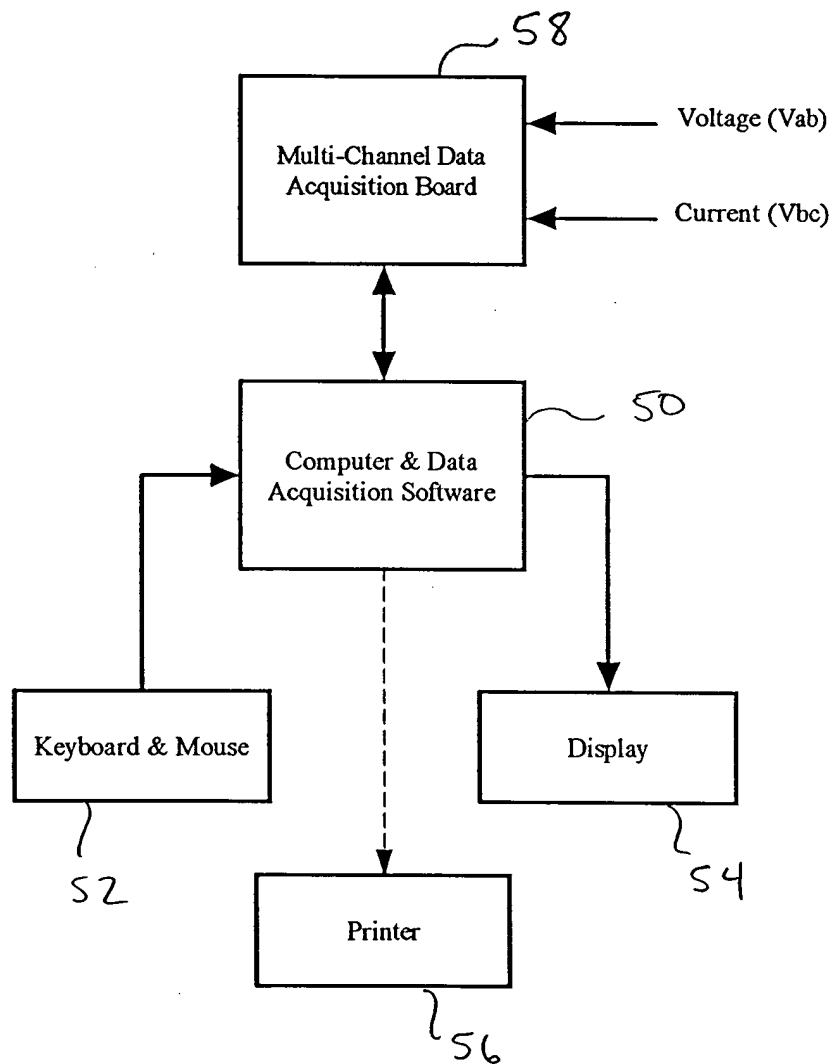 58
Multi-Channel Data
Acquisition Board
Voltage (Vab)
Current (Vbc)
50
Computer & Data
Acquisition Software
Keyboard & Mouse
Display
52
54
Printer
56